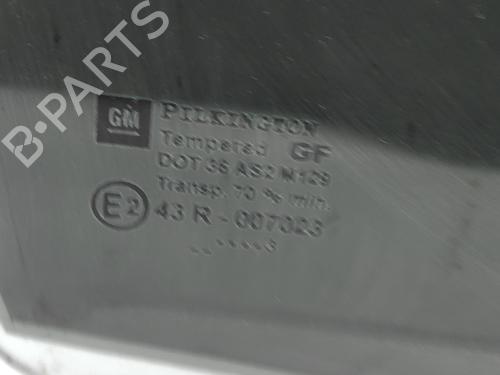 B-PARTS
GM PILKINGTON
Tempered GF
DOT 36 AS2 M129
Transp. 70 % min.
E2 43 R - 007023